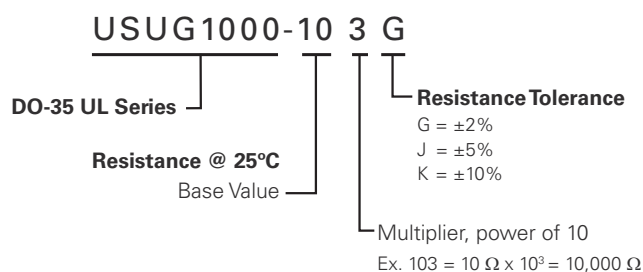 USUG1000-10 3 G
DO-35 UL Series
Resistance @ 25ºC
Base Value
Resistance Tolerance
G = ±2%
J = ±5%
K = ±10%
Multiplier, power of 10
Ex. 103 = 10 Ω x 10³ = 10,000 Ω